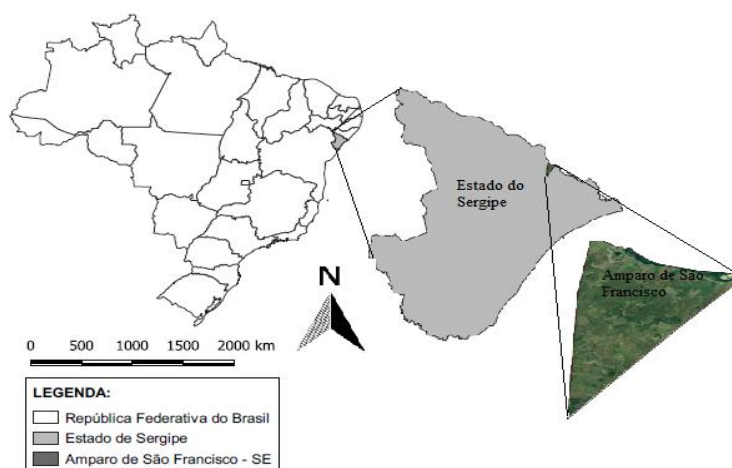 Estado do
Sergipe
Amparo de São
Francisco
N
0 500 1000 1500 2000 km
LEGENDA:
República Federativa do Brasil
Estado de Sergipe
Amparo de São Francisco - SE